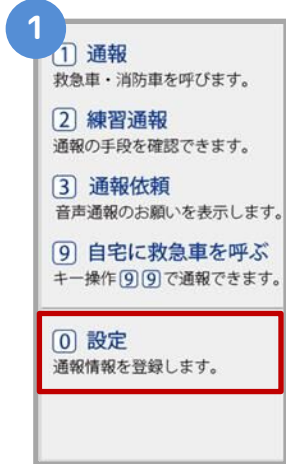 1
1 通報
救急車・消防車を呼びます。
2 練習通報
通報の手段を確認できます。
3 通報依頼
音声通報のお願いを表示します。
9 自宅に救急車を呼ぶ
キー操作99で通報できます。
0 設定
通報情報を登録します。